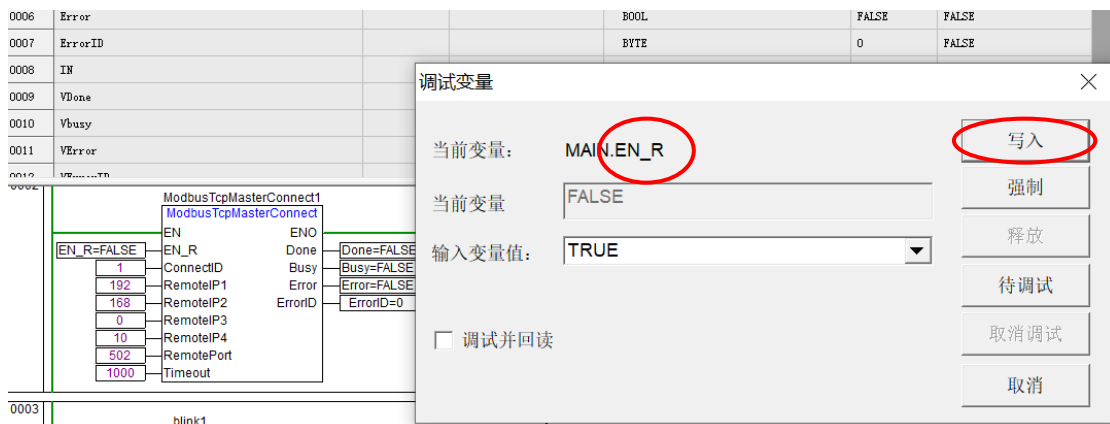 0006 Error BOOL FALSE FALSE
0007 ErrorID BYTE 0 FALSE
0008 IN
0009 VDone
0010 Vbusy
0011 VError
0012 VErrorID
0002
ModbusTcpMasterConnect1
ModbusTcpMasterConnect
EN ENO
EN_R=FALSE EN_R Done Done=FALSE
1 ConnectID Busy Busy=FALSE
192 RemoteIP1 Error Error=FALSE
168 RemoteIP2 ErrorID ErrorID=0
0 RemoteIP3
10 RemoteIP4
502 RemotePort
1000 Timeout
0003
blink1
调试变量
当前变量： MAIN.EN_R
当前变量 FALSE
输入变量值： TRUE
调试并回读
写入
强制
释放
待调试
取消调试
取消